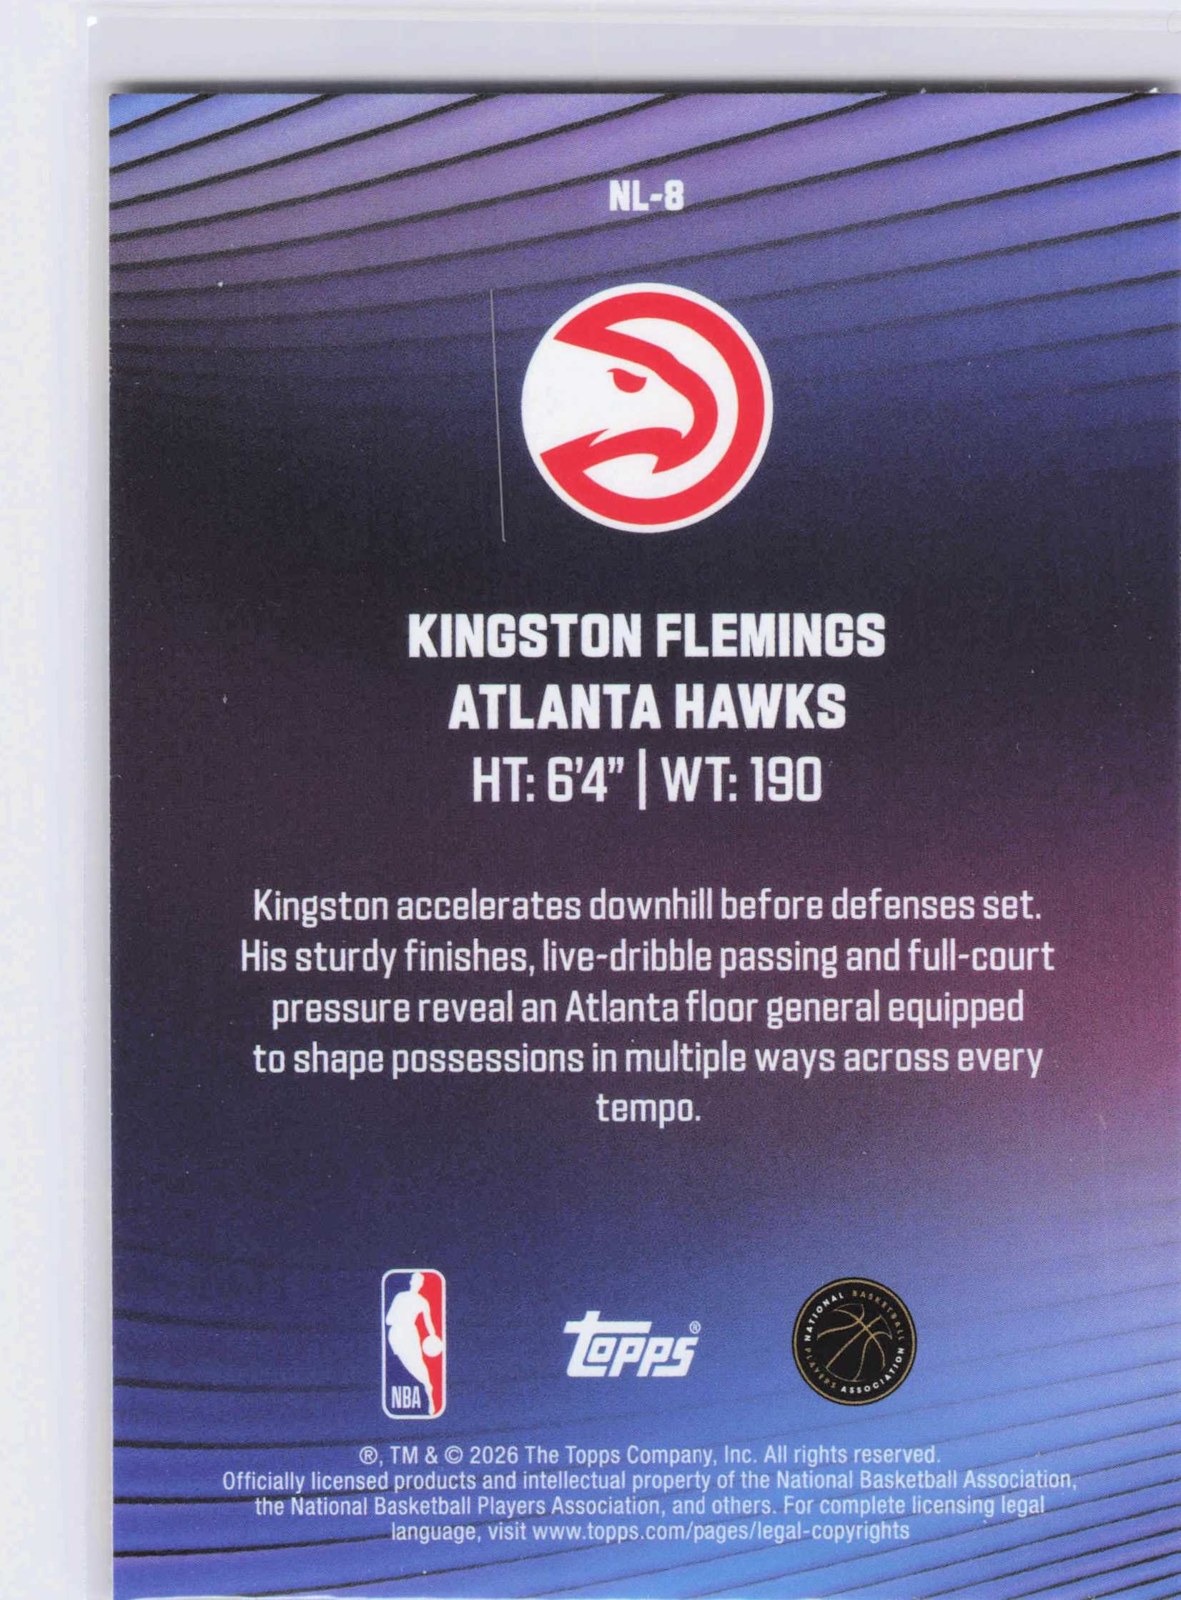 NL-8
KINGSTON FLEMINGS
ATLANTA HAWKS
HT: 6'4" | WT: 190
Kingston accelerates downhill before defenses set.
His sturdy finishes, live-dribble passing and full-court
pressure reveal an Atlanta floor general equipped
to shape possessions in multiple ways across every
tempo.
NBA
Topps®
NATIONAL BASKETBALL PLAYERS ASSOCIATION
®, TM & © 2026 The Topps Company, Inc. All rights reserved.
Officially licensed products and intellectual property of the National Basketball Association,
the National Basketball Players Association, and others. For complete licensing legal
language, visit www.topps.com/pages/legal-copyrights